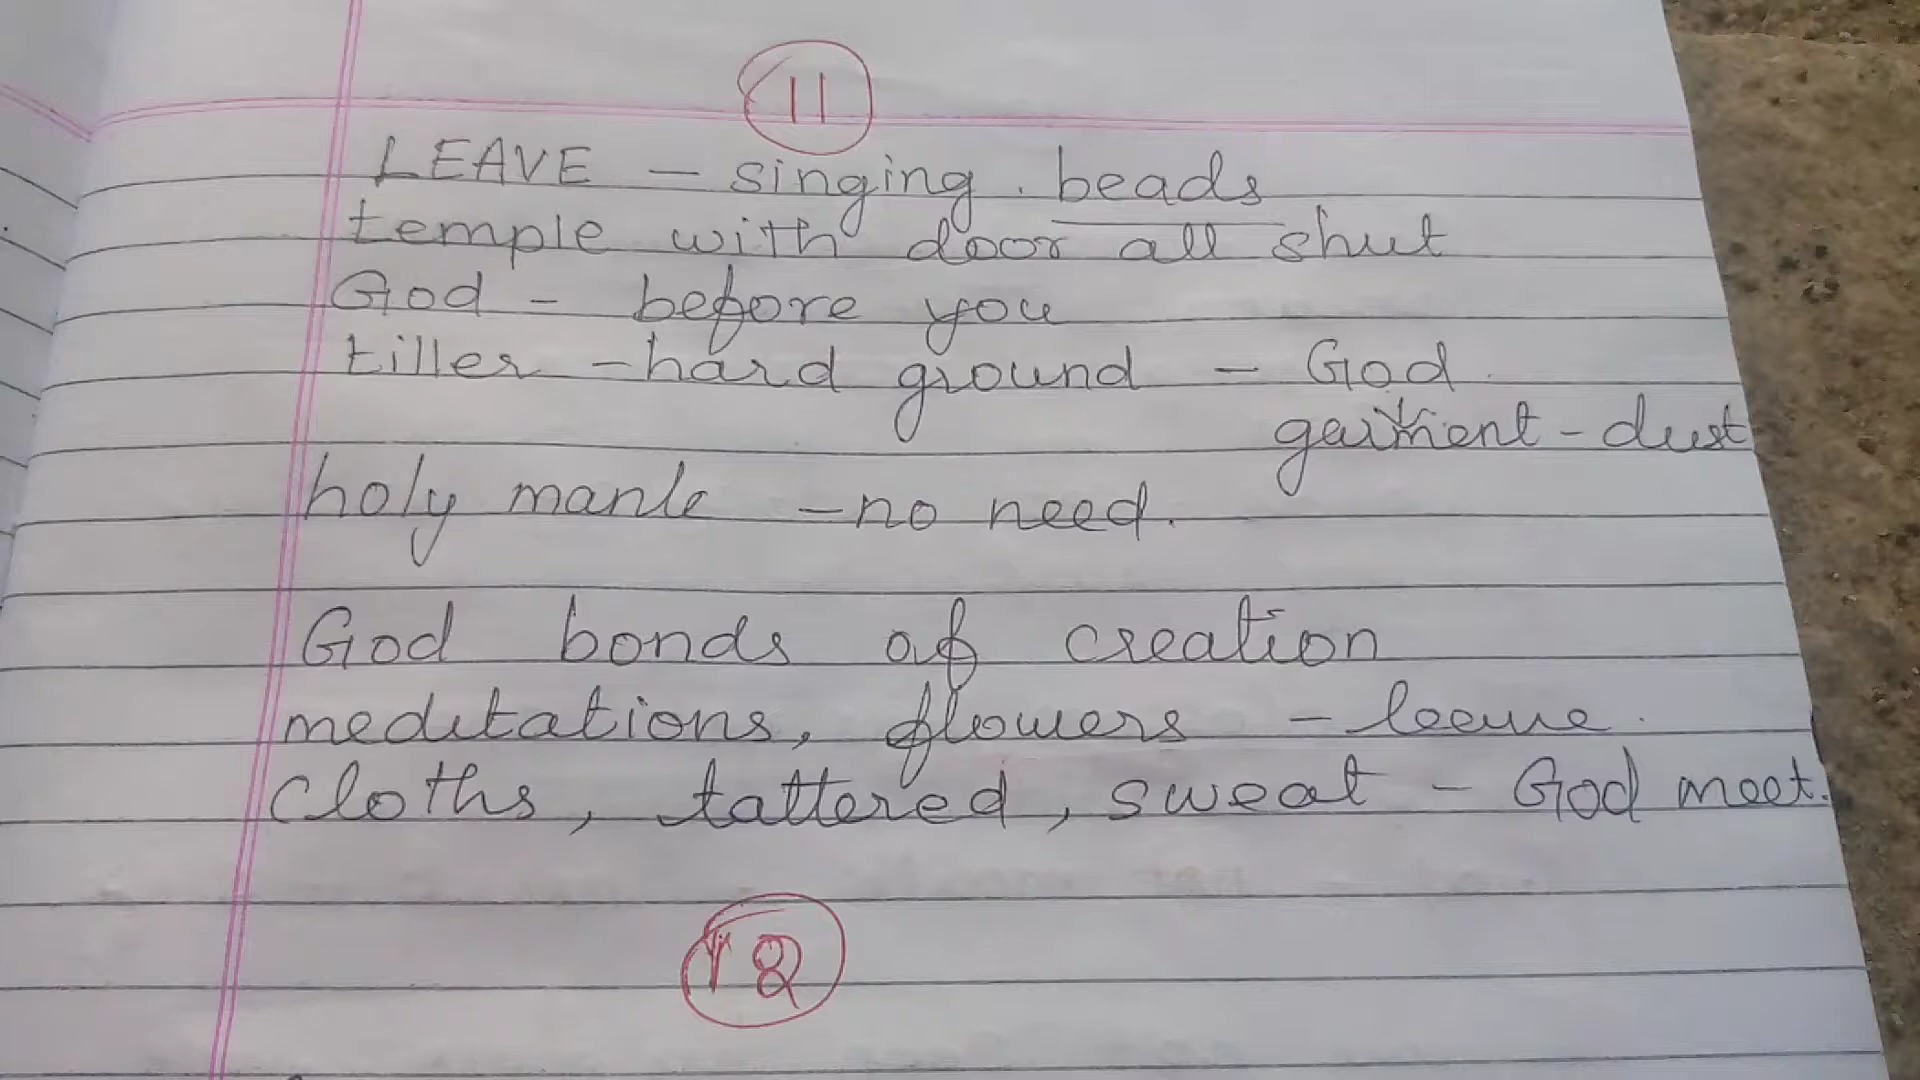 11
LEAVE - singing. beads
temple with door all shut
God - before you
tiller - hard ground - God
garment - dust
holy manle - no need.
God bonds of creation
meditations, flowers - leave.
cloths, tattered, sweat - God meet.